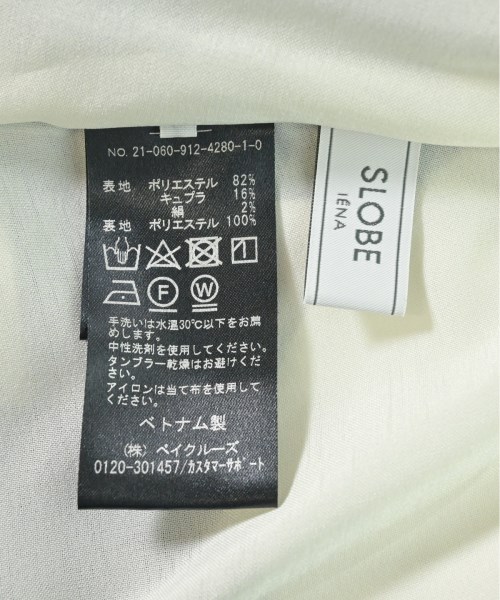 NO. 21-060-912-4280-1-0
表地 ポリエステル 82%
キュプラ 16%
絹 2%
裏地 ポリエステル 100%
F W
手洗いは水温30℃以下をお薦
めします。
中性洗剤を使用してください。
タンブラー乾燥はお避けくだ
さい。
アイロンは当て布を使用して
ください。
ベトナム製
(株) ベイクルーズ
0120-301457/カスタマーサポート
SLOBE
IÉNA